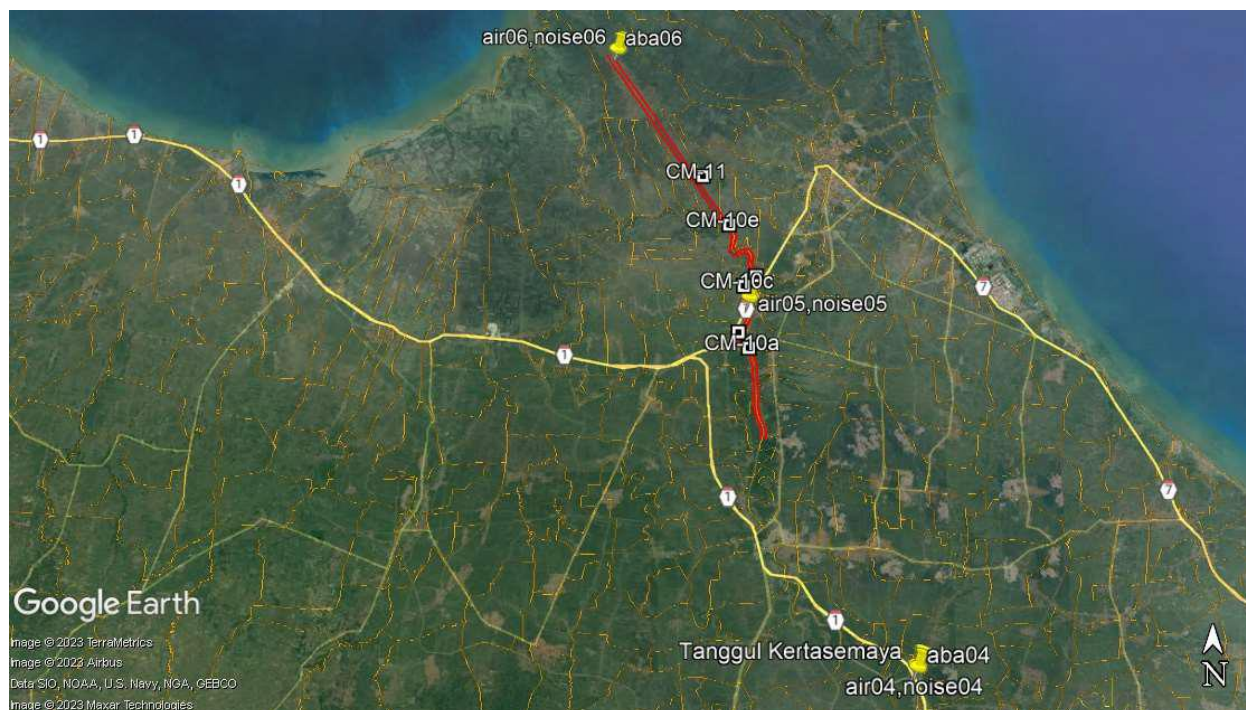 air06,noise06 aba06
1 1
1
CM-11
CM-10e
CM-10c
7
air05,noise05
7
CM-10a
1
1
7
1
Google Earth
Image © 2023 TerraMetrics
Image © 2023 Airbus
Data SIO, NOAA, U.S. Navy, NGA, GEBCO
Image © 2023 Maxar Technologies
1
Tanggul Kertasemaya aba04
air04,noise04
N